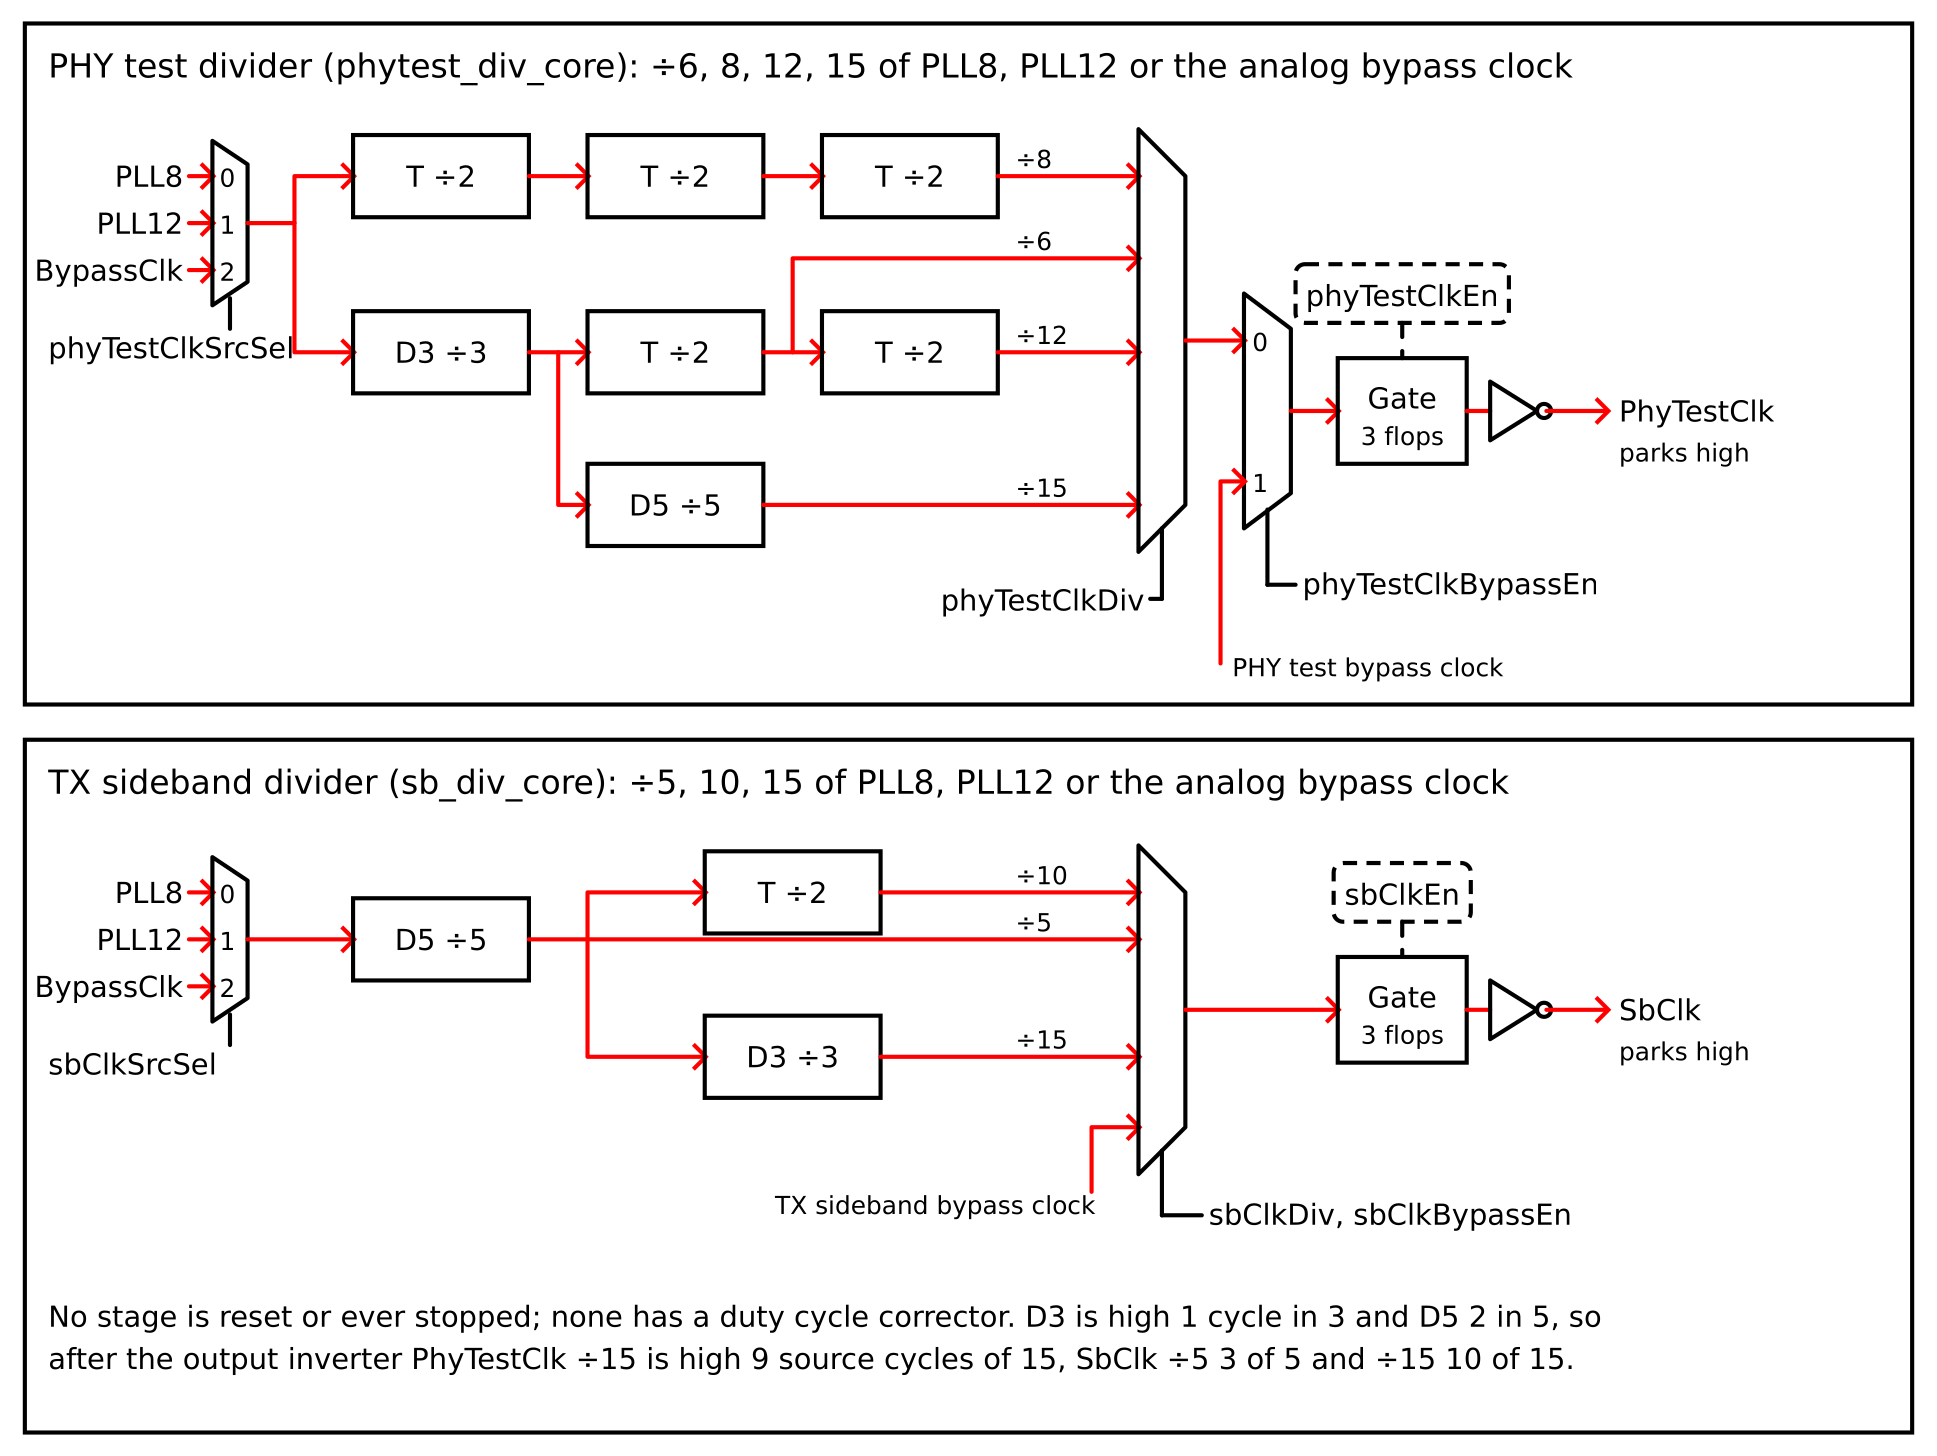 PHY test divider (phytest_div_core): ÷6, 8, 12, 15 of PLL8, PLL12 or the analog bypass clock
PLL8
0
PLL12
1
BypassClk
2
phyTestClkSrcSel
T ÷2
T ÷2
T ÷2
÷8
÷6
D3 ÷3
T ÷2
T ÷2
÷12
D5 ÷5
÷15
phyTestClkDiv
0
1
phyTestClkEn
Gate
3 flops
PhyTestClk
parks high
phyTestClkBypassEn
PHY test bypass clock
TX sideband divider (sb_div_core): ÷5, 10, 15 of PLL8, PLL12 or the analog bypass clock
PLL8
0
PLL12
1
BypassClk
2
sbClkSrcSel
D5 ÷5
T ÷2
÷10
÷5
D3 ÷3
÷15
TX sideband bypass clock
sbClkDiv, sbClkBypassEn
sbClkEn
Gate
3 flops
SbClk
parks high
No stage is reset or ever stopped; none has a duty cycle corrector. D3 is high 1 cycle in 3 and D5 2 in 5, so
after the output inverter PhyTestClk ÷15 is high 9 source cycles of 15, SbClk ÷5 3 of 5 and ÷15 10 of 15.